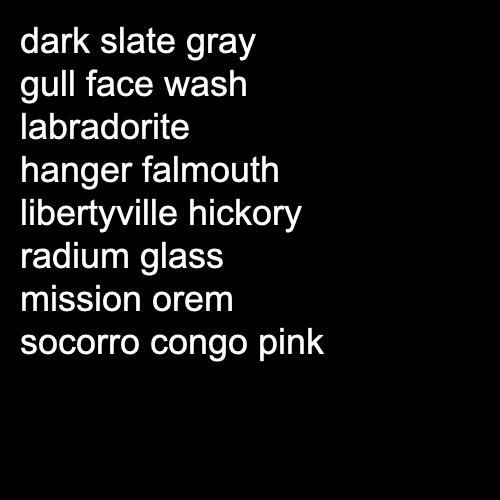 dark slate gray
gull face wash
labradorite
hanger falmouth
libertyville hickory
radium glass
mission orem
socorro congo pink